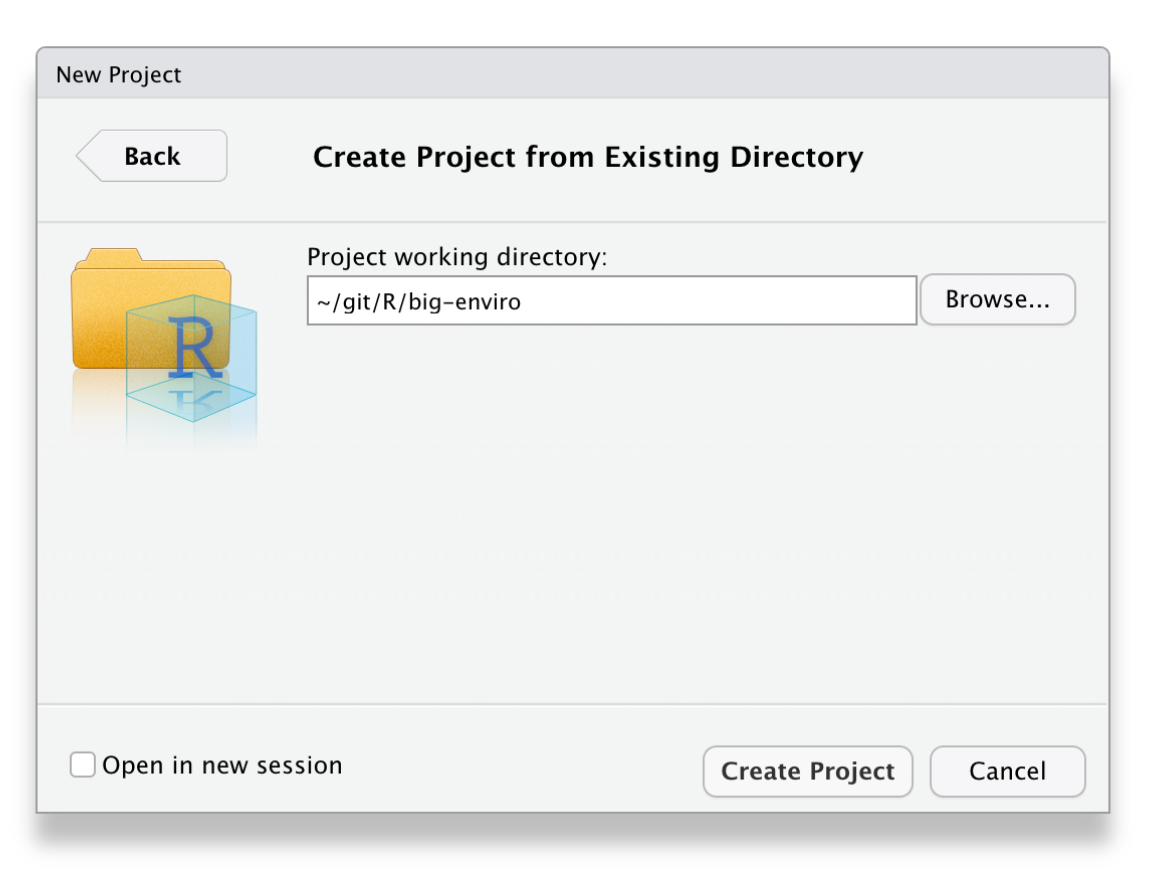 New Project
Back
Create Project from Existing Directory
Project working directory:
~/git/R/big-enviro
Browse...
R
Open in new session
Create Project
Cancel